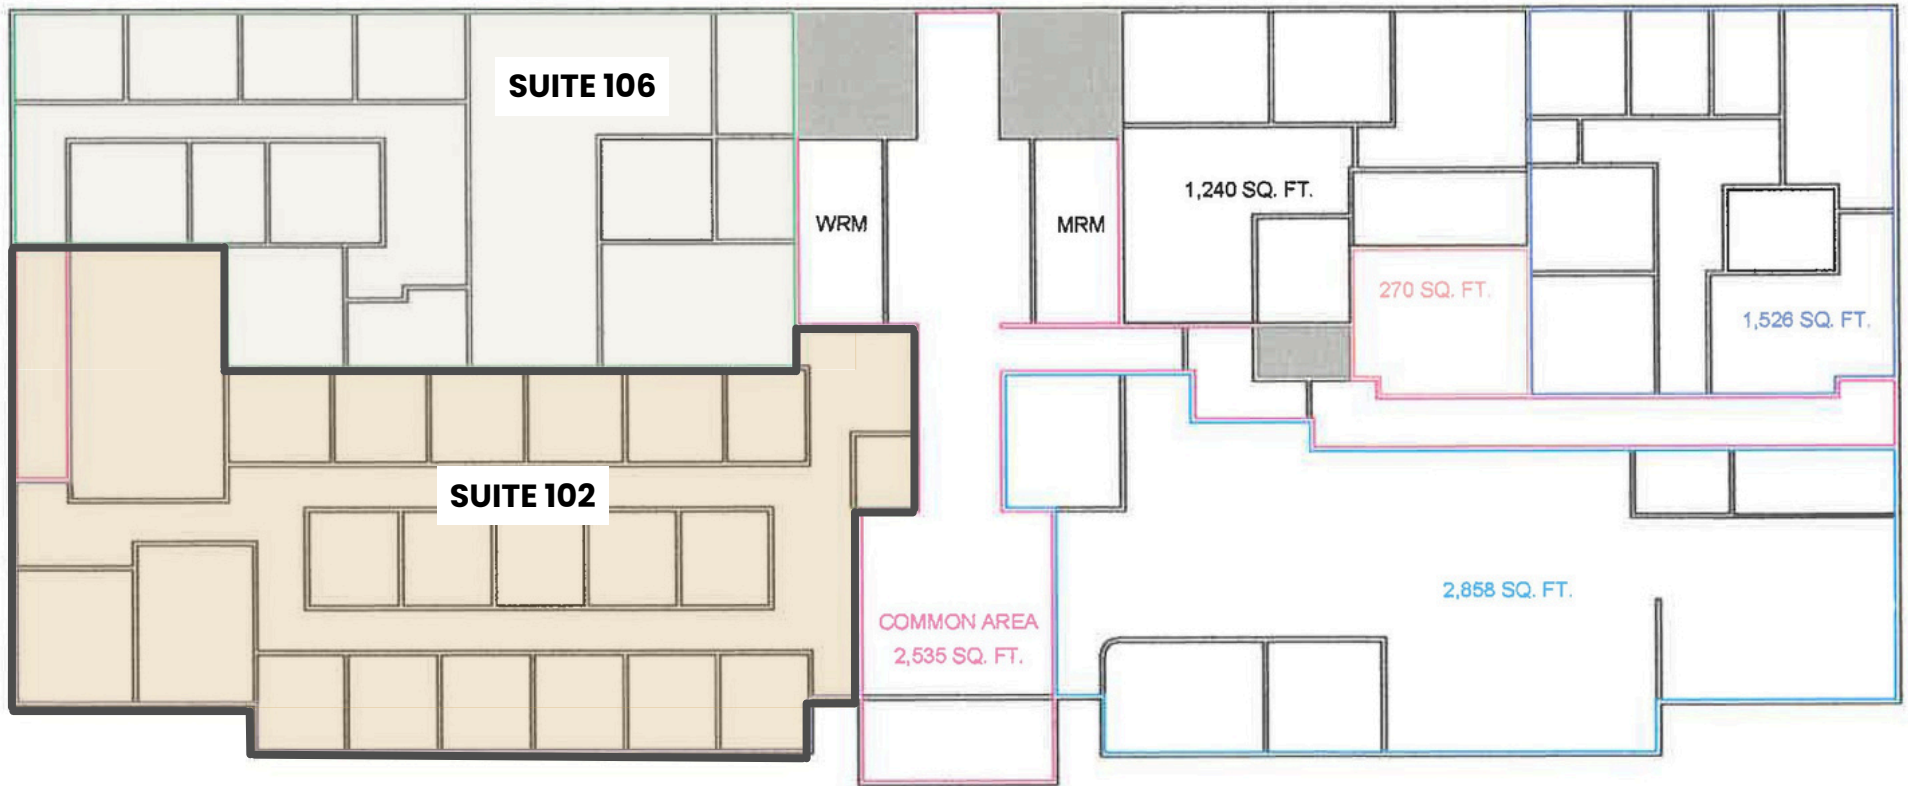 SUITE 106
1,240 SQ. FT.
WRM
MRM
270 SQ. FT.
1,526 SQ. FT.
SUITE 102
2,858 SQ. FT.
COMMON AREA
2,535 SQ. FT.